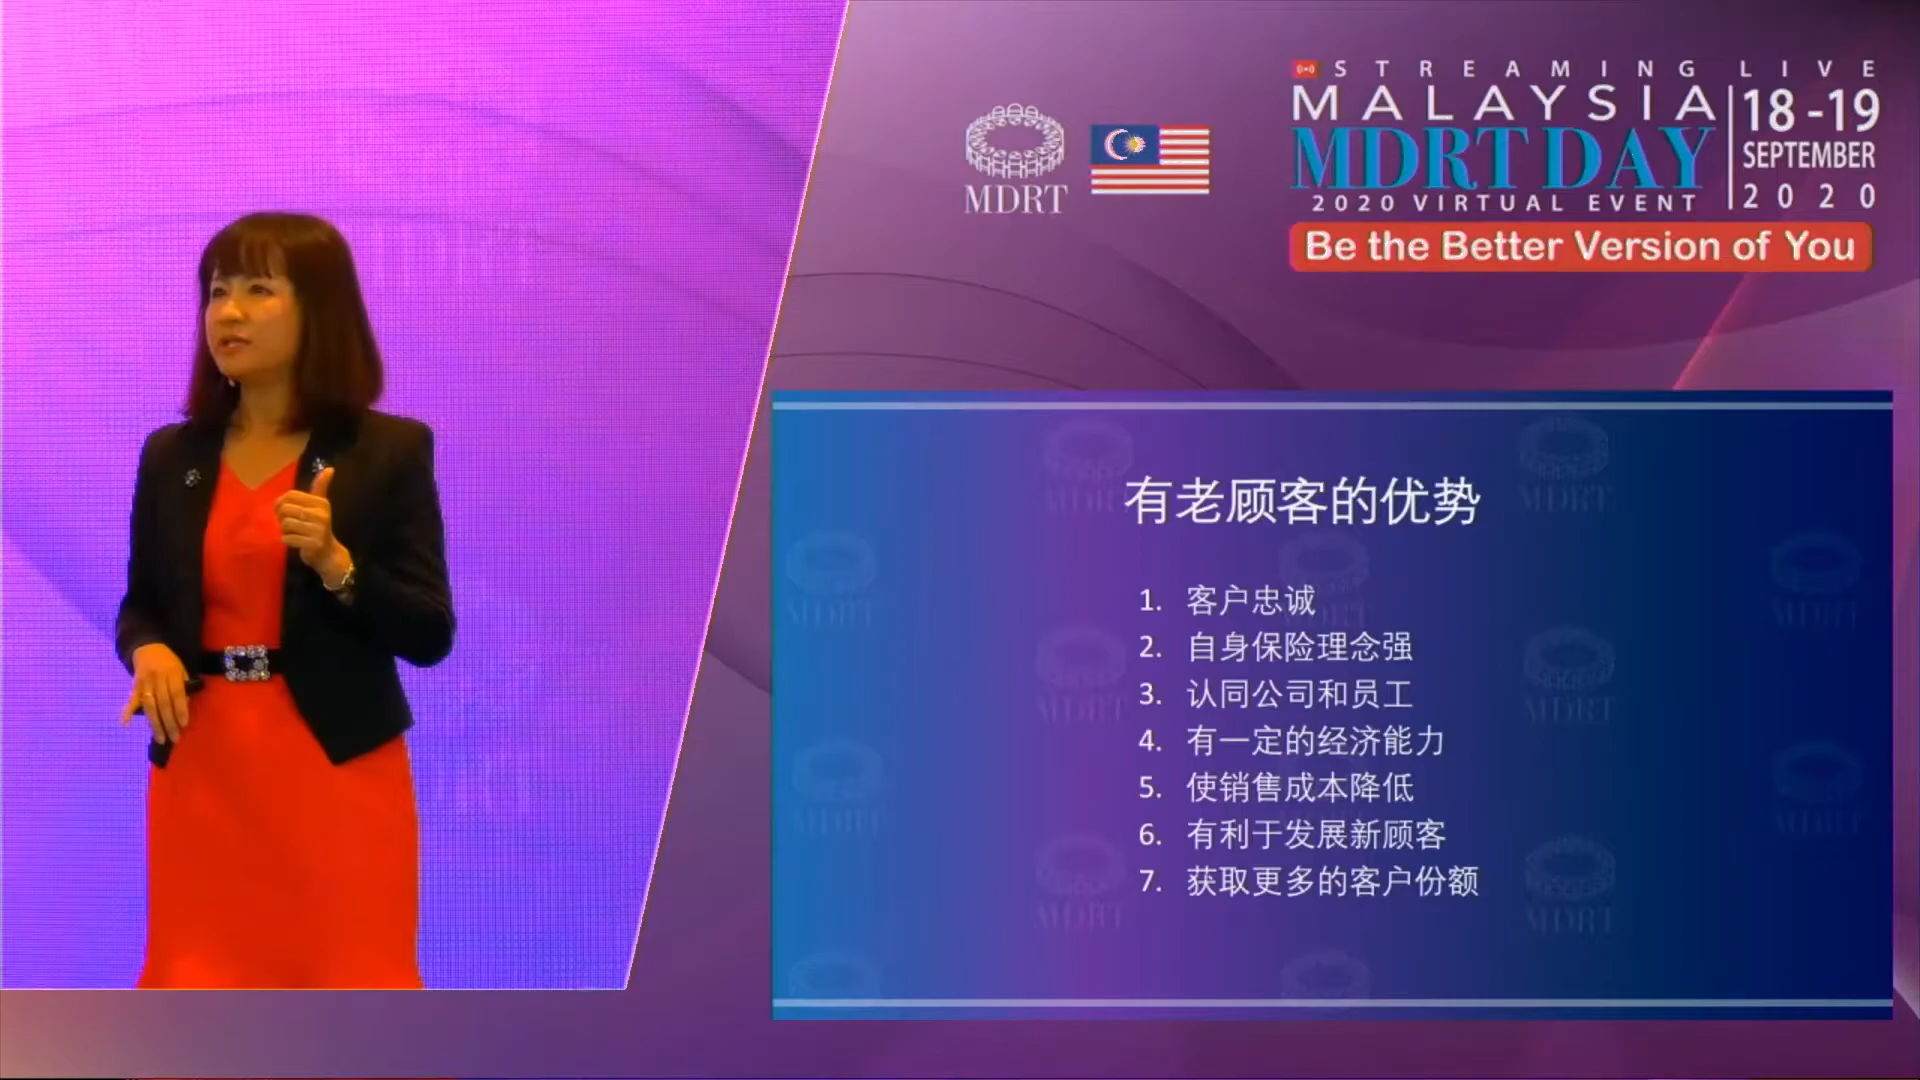 STREAMING LIVE
MALAYSIA
MDRT DAY
2020 VIRTUAL EVENT
18-19
SEPTEMBER
2020
MDRT
Be the Better Version of You
有老顾客的优势
1. 客户忠诚
2. 自身保险理念强
3. 认同公司和员工
4. 有一定的经济能力
5. 使销售成本降低
6. 有利于发展新顾客
7. 获取更多的客户份额